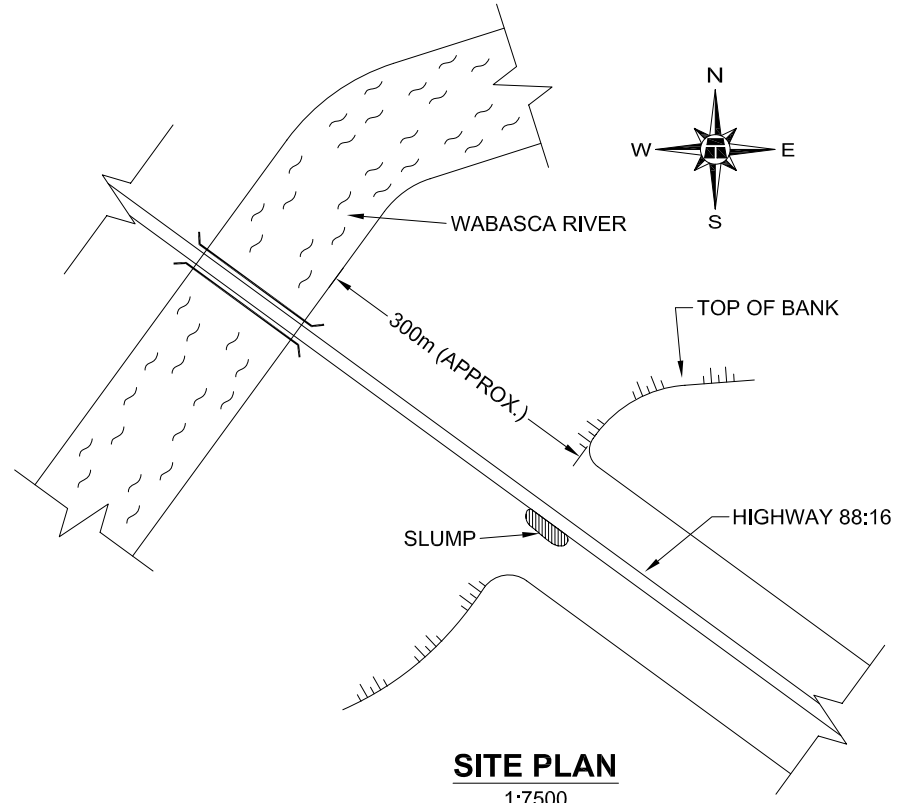 N
W
E
S
WABASCA RIVER
TOP OF BANK
300m (APPROX.)
HIGHWAY 88:16
SLUMP
SITE PLAN
1:7500